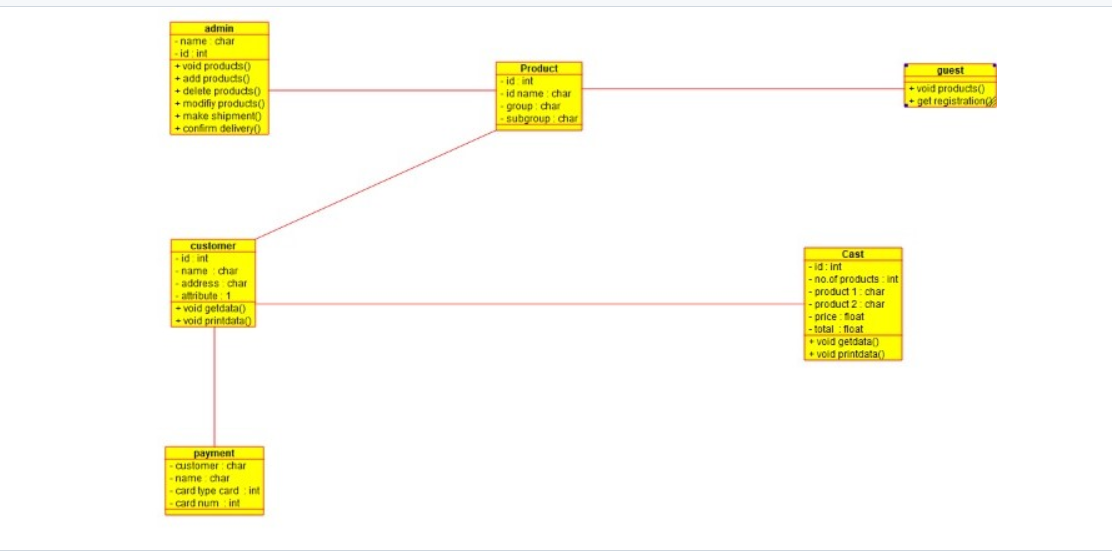 admin
- name : char
- id : int
+ void products()
+ add products()
+ delete products()
+ modifiy products()
+ make shipment()
+ confirm delivery()
Product
- id : int
- id name : char
- group : char
- subgroup : char
guest
+ void products()
+ get registration()
customer
- id : int
- name : char
- address : char
- attribute : 1
+ void getdata()
+ void printdata()
Cast
- id : int
- no.of products : int
- product 1 : char
- product 2 : char
- price : float
- total : float
+ void getdata()
+ void printdata()
payment
- customer : char
- name : char
- card type card : int
- card num : int